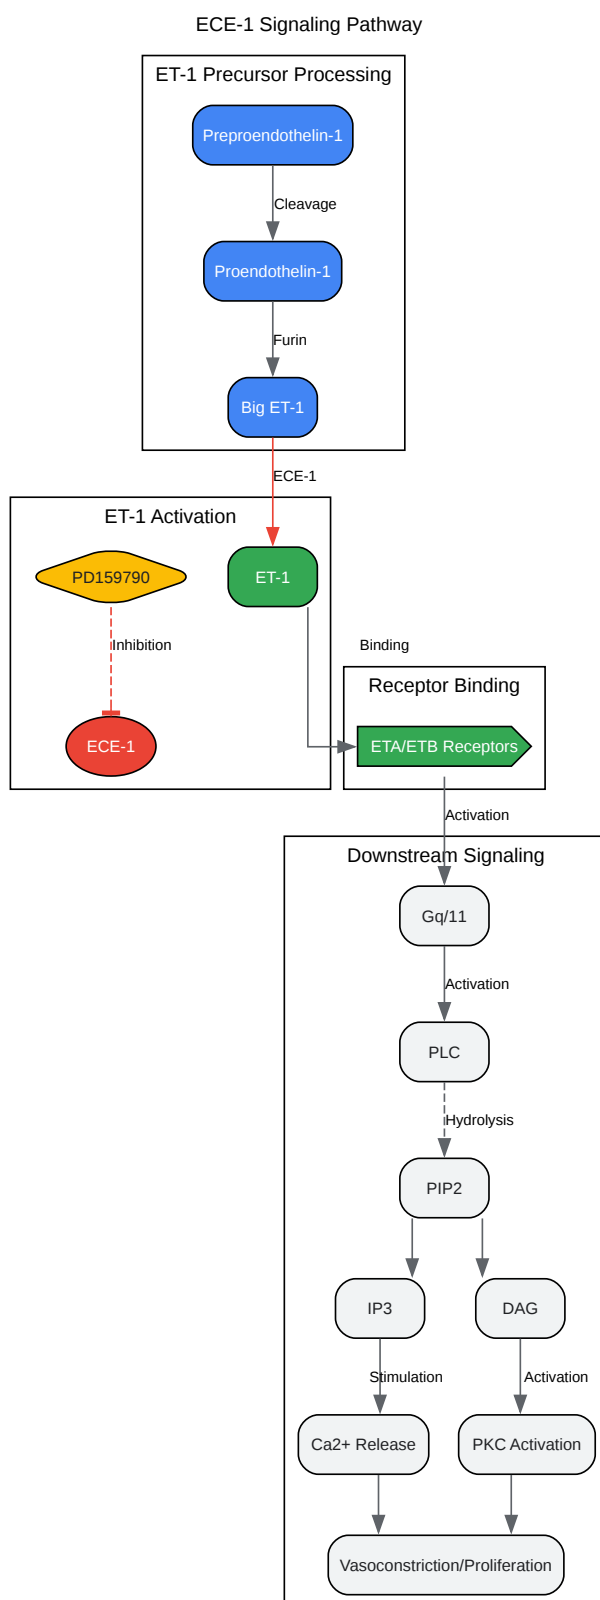 ECE-1 Signaling Pathway
ET-1 Precursor Processing
Preproendothelin-1
Cleavage
Proendothelin-1
Furin
Big ET-1
ECE-1
ET-1 Activation
PD159790
ET-1
Inhibition
Binding
Receptor Binding
ECE-1
ETA/ETB Receptors
Activation
Downstream Signaling
Gq/11
Activation
PLC
Hydrolysis
PIP2
IP3
DAG
Stimulation
Activation
Ca2+ Release
PKC Activation
Vasoconstriction/Proliferation